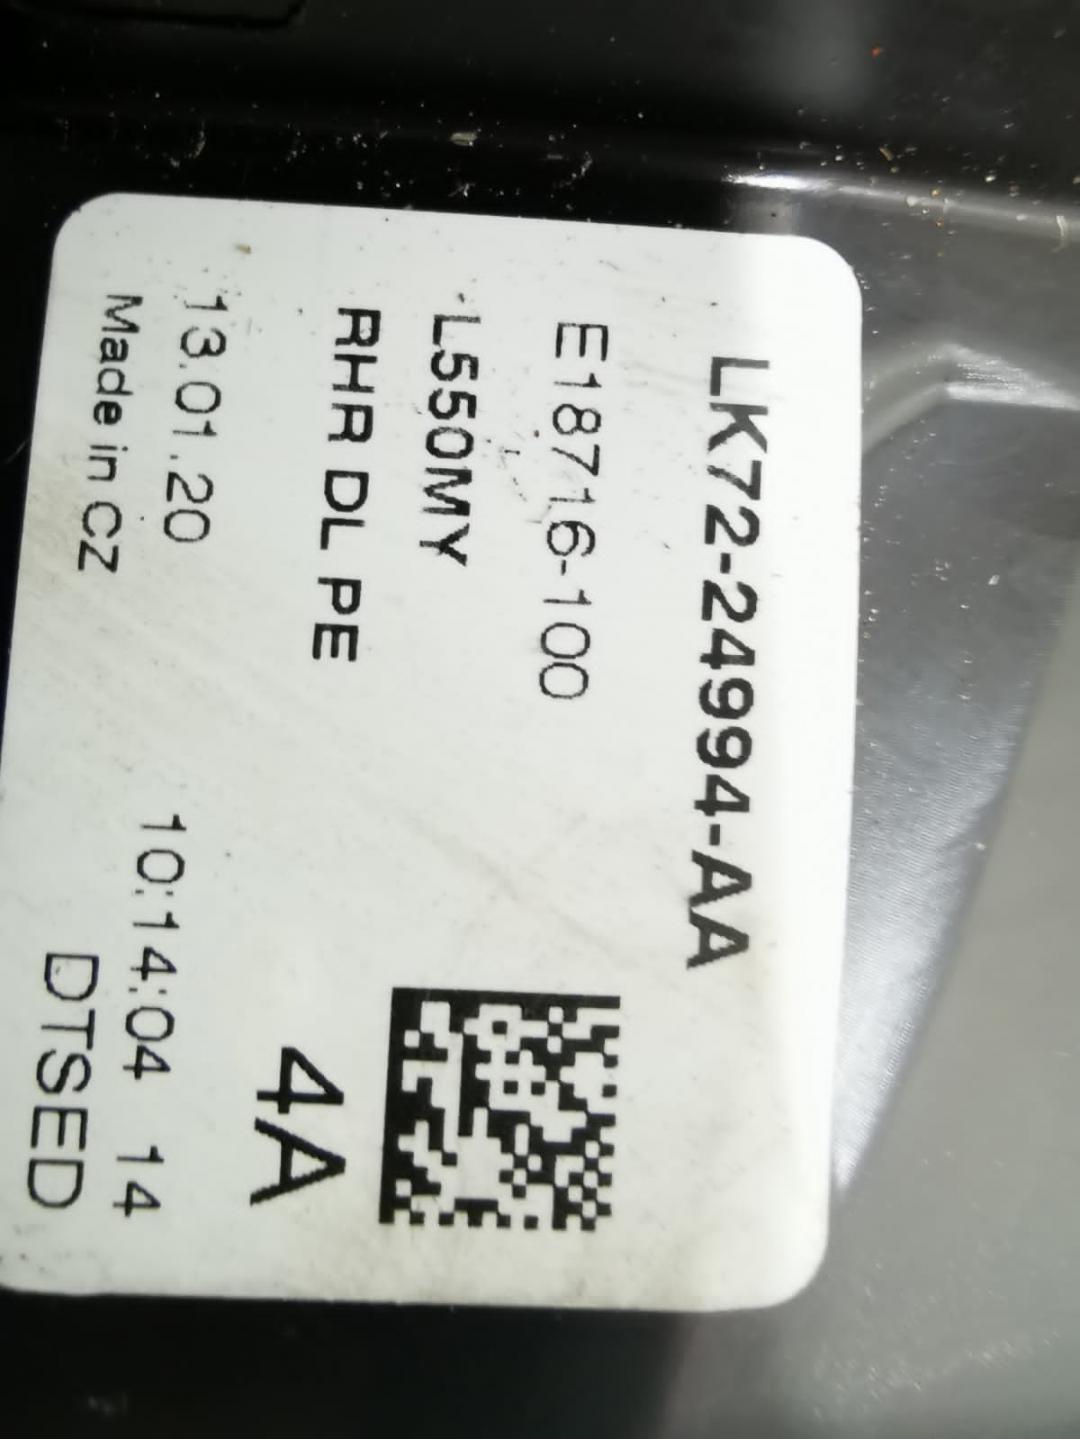 LK72-24994-AA
E18716-100
L550MY
RHR DL PE
4A
13.01.20
10:14:04 14
Made in CZ
DTSED